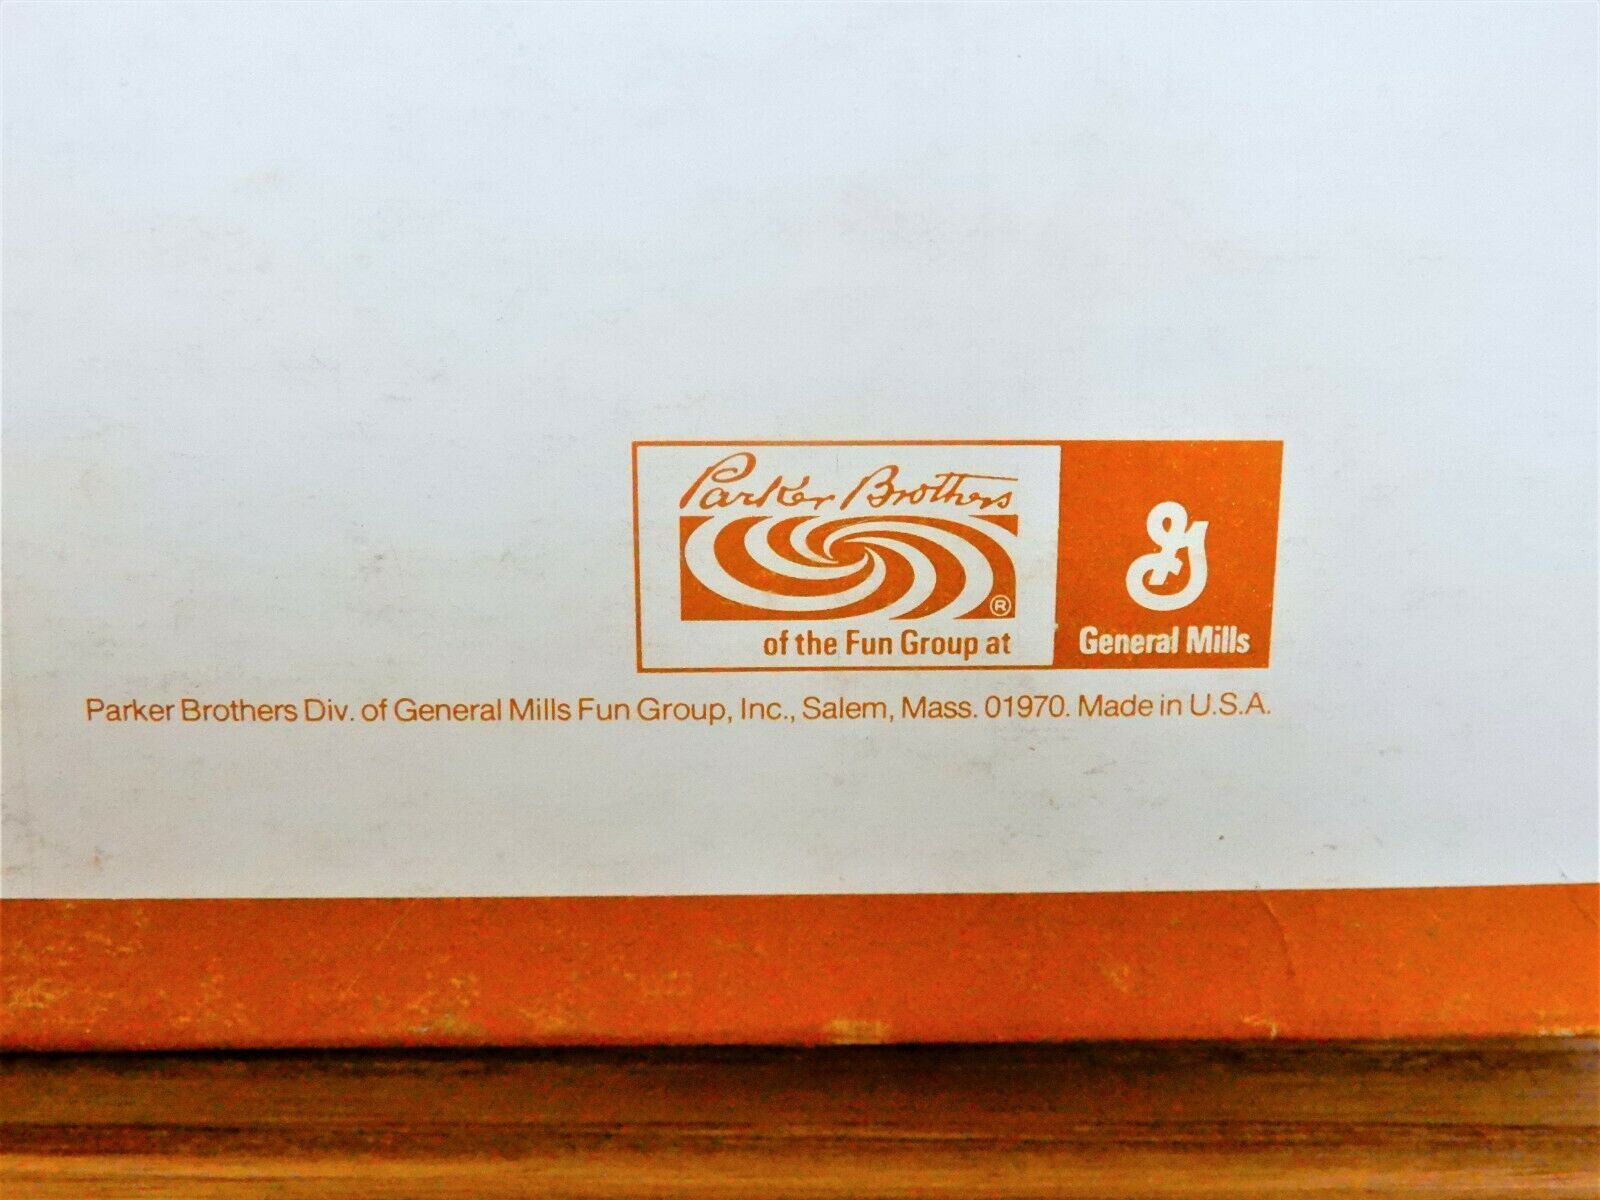 Parker Brothers
®
of the Fun Group at
G
General Mills
Parker Brothers Div. of General Mills Fun Group, Inc., Salem, Mass. 01970. Made in U.S.A.